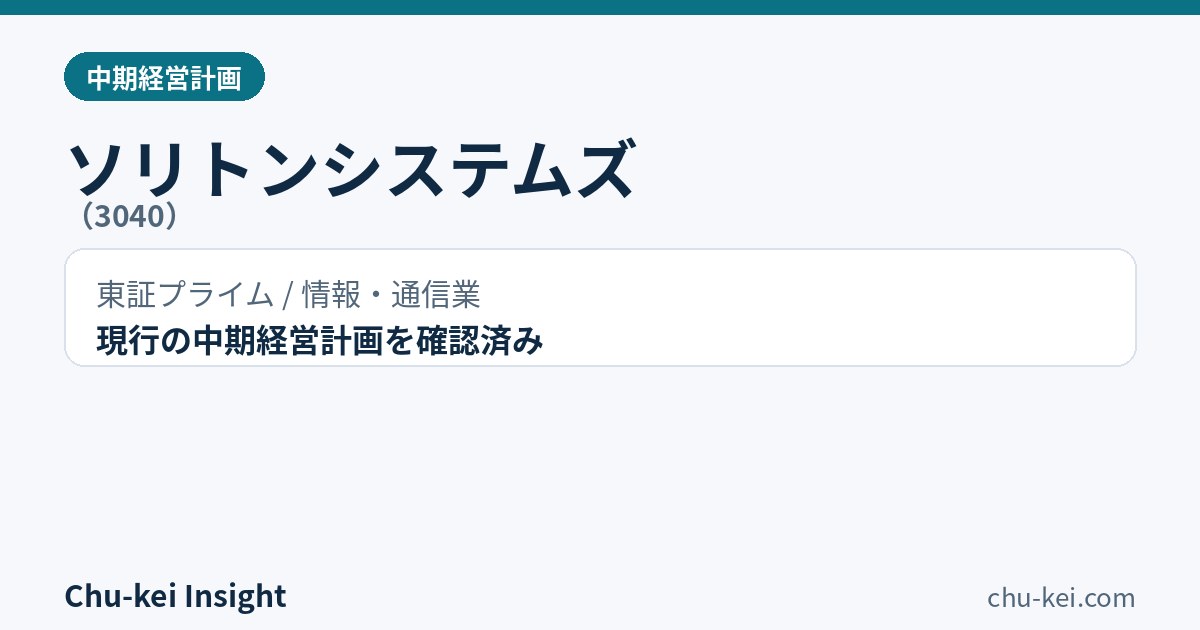 中期経営計画
ソリトンシステムズ
（3040）
東証プライム / 情報・通信業
現行の中期経営計画を確認済み
Chu-kei Insight
chu-kei.com